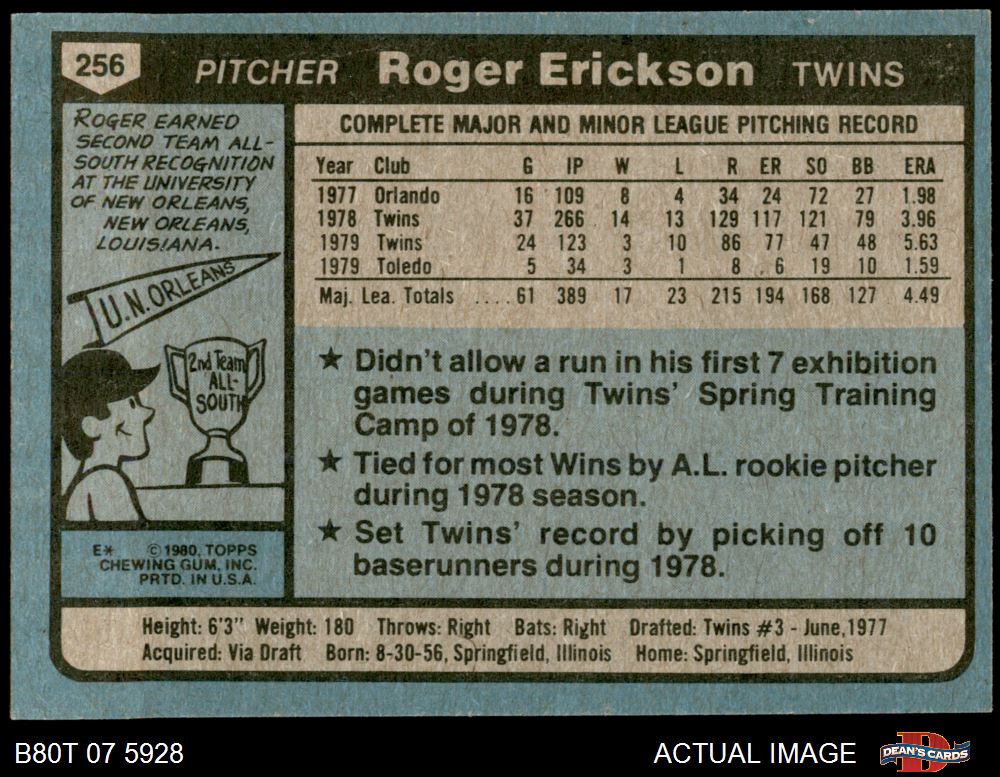 256
PITCHER Roger Erickson TWINS
ROGER EARNED
SECOND TEAM ALL-
SOUTH RECOGNITION
AT THE UNIVERSITY
OF NEW ORLEANS,
NEW ORLEANS,
LOUISIANA.
U.N. ORLEANS
2nd Team
ALL-
SOUTH
E* © 1980, TOPPS
CHEWING GUM, INC.
PRTD. IN U.S.A.
COMPLETE MAJOR AND MINOR LEAGUE PITCHING RECORD
Year Club G IP W L R ER SO BB ERA
1977 Orlando 16 109 8 4 34 24 72 27 1.98
1978 Twins 37 266 14 13 129 117 121 79 3.96
1979 Twins 24 123 3 10 86 77 47 48 5.63
1979 Toledo 5 34 3 1 8 6 19 10 1.59
Maj. Lea. Totals ....61 389 17 23 215 194 168 127 4.49
★ Didn't allow a run in his first 7 exhibition
games during Twins' Spring Training
Camp of 1978.
★ Tied for most Wins by A.L. rookie pitcher
during 1978 season.
★ Set Twins' record by picking off 10
baserunners during 1978.
Height: 6'3" Weight: 180 Throws: Right Bats: Right Drafted: Twins #3 - June, 1977
Acquired: Via Draft Born: 8-30-56, Springfield, Illinois Home: Springfield, Illinois
B80T 07 5928 ACTUAL IMAGE
D
DEAN'S CARDS